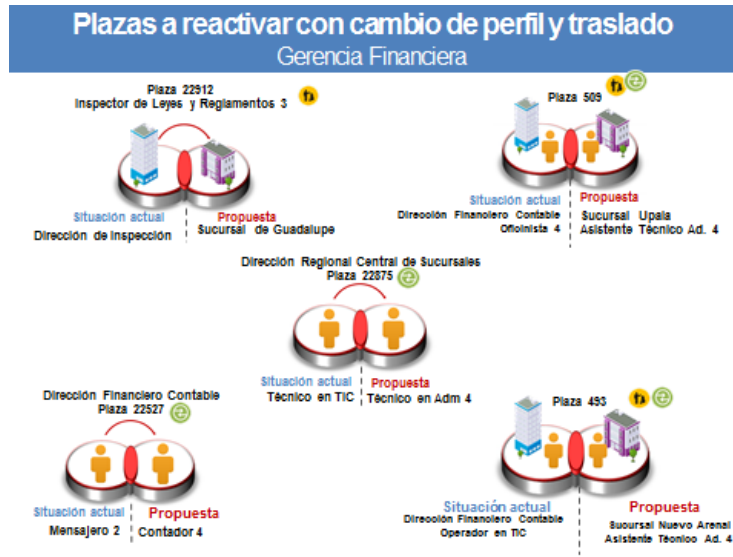 Plazas a reactivar con cambio de perfil y traslado
Gerencia Financiera
Plaza 22912
Inspector de Leyes y Reglamentos 3
Situación actual
Propuesta
Dirección de Inspección
Sucursal de Guadalupe
Plaza 509
Situación actual
Propuesta
Dirección Financiero Contable
Oficinista 4
Sucursal Upala
Asistente Técnico Ad. 4
Dirección Regional Central de Sucursales
Plaza 22875
Situación actual
Propuesta
Técnico en TIC
Técnico en Adm 4
Dirección Financiero Contable
Plaza 22527
Situación actual
Propuesta
Mensajero 2
Contador 4
Plaza 493
Situación actual
Propuesta
Dirección Financiero Contable
Operador en TIC
Sucursal Nuevo Arenal
Asistente Técnico Ad. 4